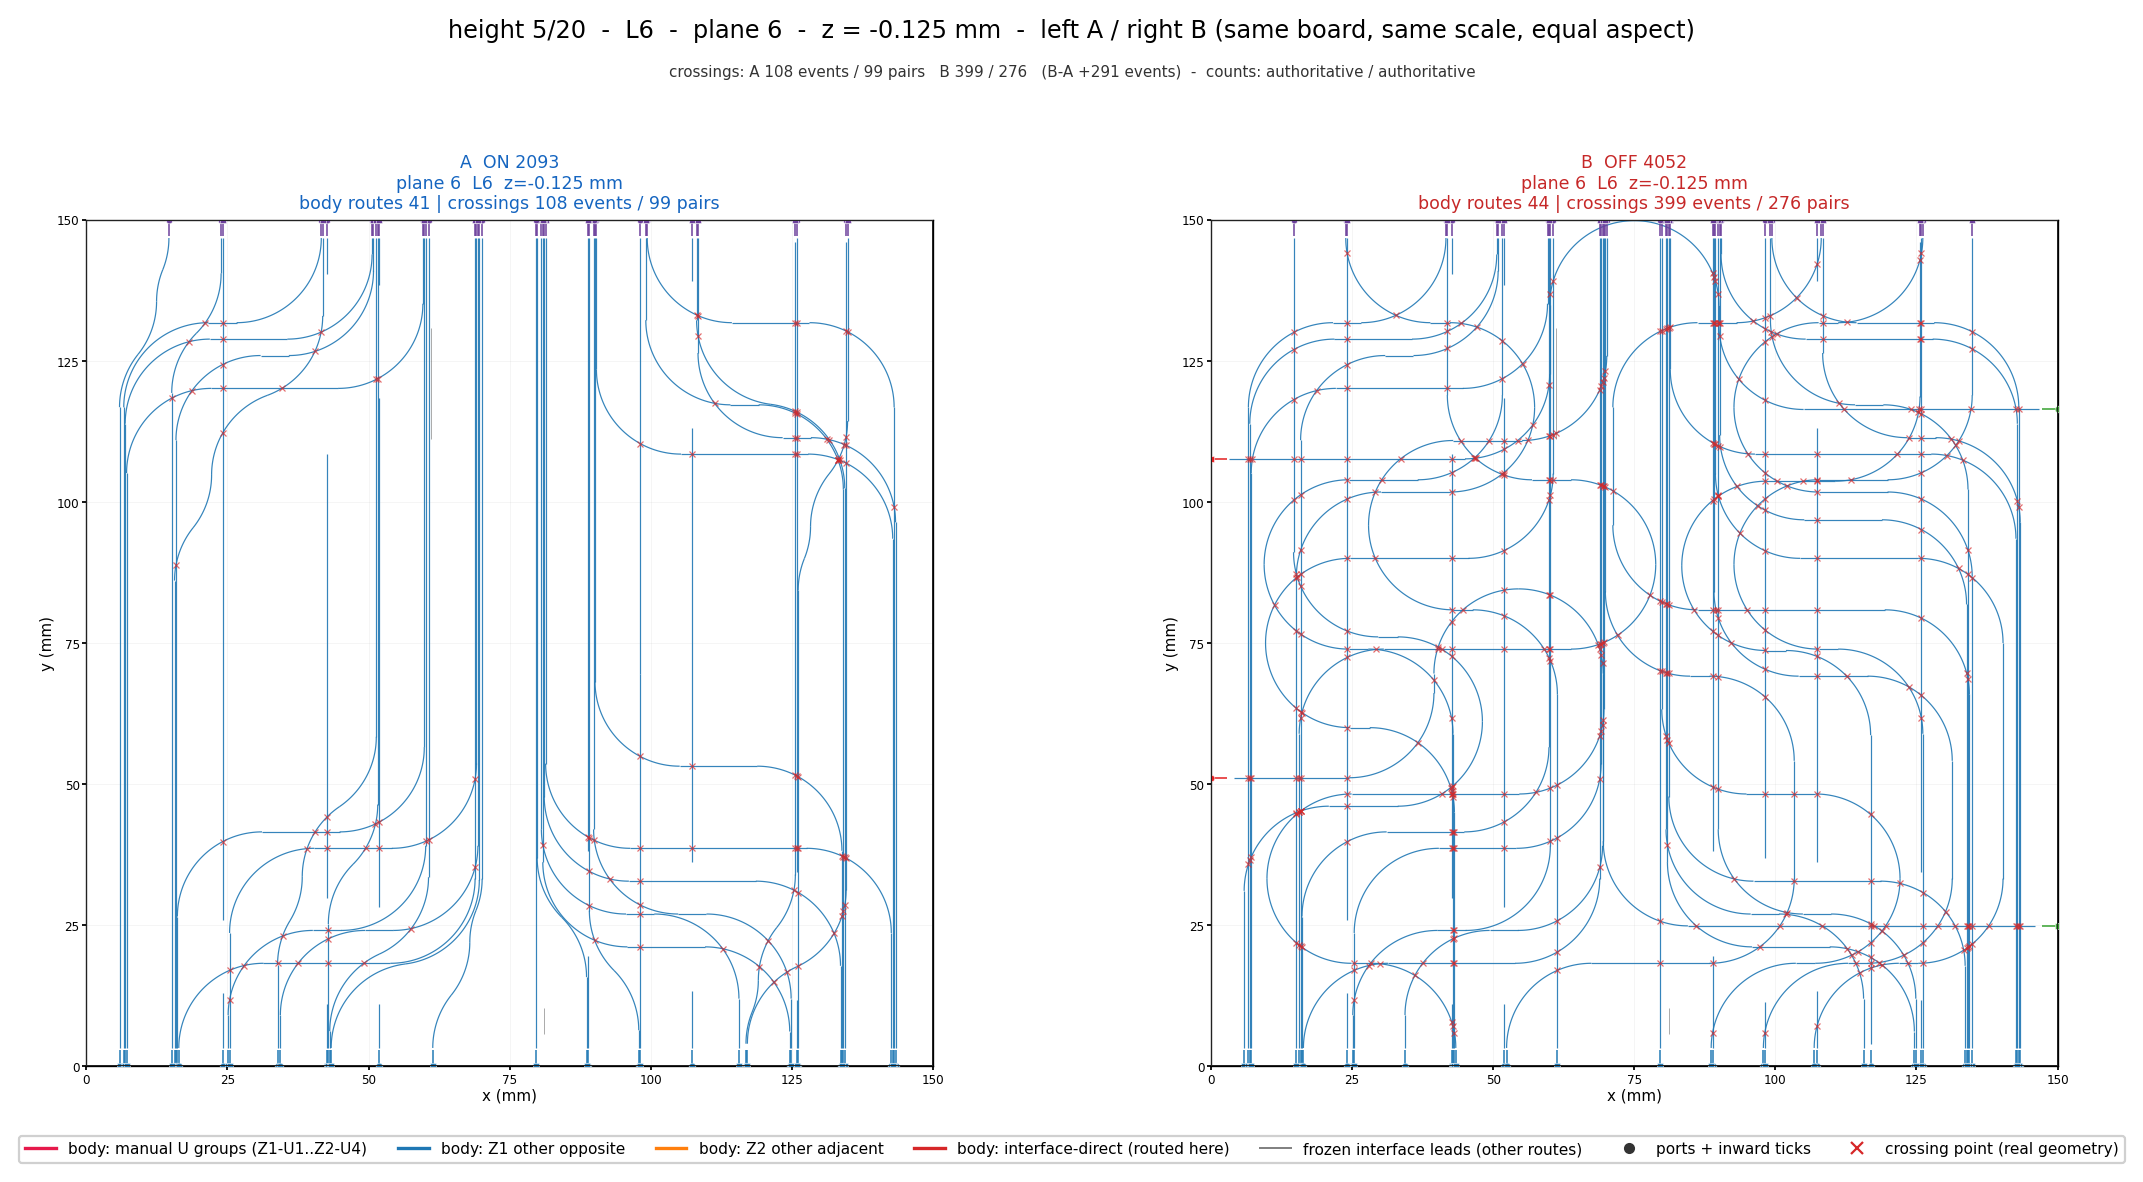 height 5/20  -  L6  -  plane 6  -  z = -0.125 mm  -  left A / right B (same board, same scale, equal aspect)
crossings: A 108 events / 99 pairs   B 399 / 276   (B-A +291 events)  -  counts: authoritative / authoritative
A  ON 2093
plane 6  L6  z=-0.125 mm
body routes 41 | crossings 108 events / 99 pairs
150
125
100
75
50
25
0
y (mm)
0 25 50 75 100 125 150
x (mm)
B  OFF 4052
plane 6  L6  z=-0.125 mm
body routes 44 | crossings 399 events / 276 pairs
150
125
100
75
50
25
0
y (mm)
0 25 50 75 100 125 150
x (mm)
body: manual U groups (Z1-U1..Z2-U4) body: Z1 other opposite body: Z2 other adjacent body: interface-direct (routed here) frozen interface leads (other routes) ports + inward ticks crossing point (real geometry)